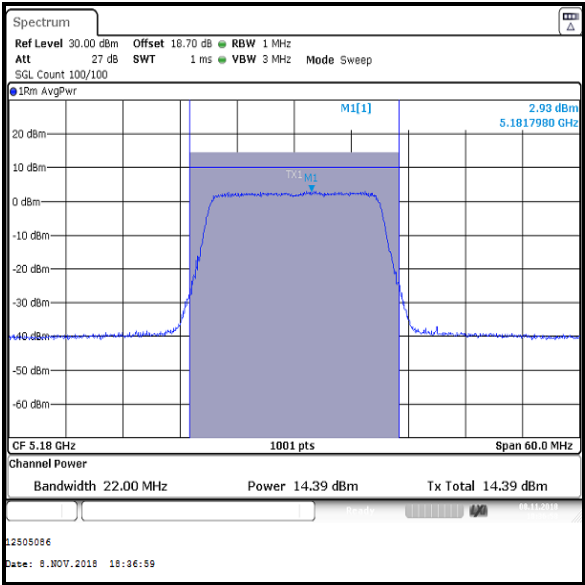 Spectrum
Ref Level 30.00 dBm Offset 18.70 dB RBW 1 MHz
Att 27 dB SWT 1 ms VBW 3 MHz Mode Sweep
SGL Count 100/100
1Rm AvgPwr
M1[1] 2.93 dBm
5.1817980 GHz
20 dBm
10 dBm
Tx1 M1
0 dBm
-10 dBm
-20 dBm
-30 dBm
-40 dBm
-50 dBm
-60 dBm
CF 5.18 GHz 1001 pts Span 60.0 MHz
Channel Power
Bandwidth 22.00 MHz Power 14.39 dBm Tx Total 14.39 dBm
Ready 08.11.2018
12505086
Date: 8.NOV.2018 18:36:59